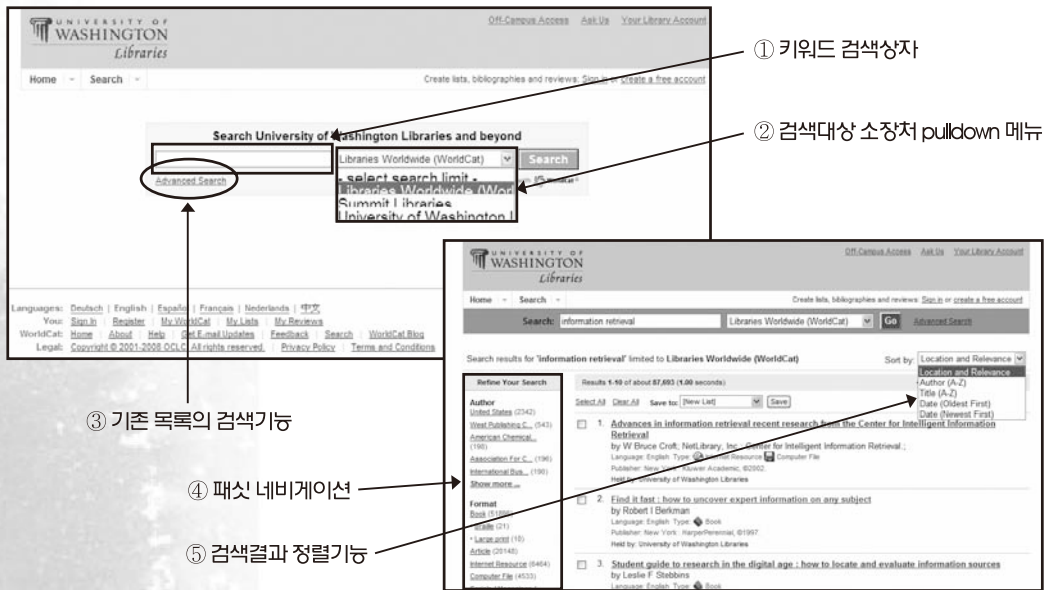 UNIVERSITY OF
WASHINGTON
Libraries
Off-Campus Access Ask Us Your Library Account
Home Search
Create lists, bibliographies and reviews: Sign in or create a free account
Search University of Washington Libraries and beyond
Libraries Worldwide (WorldCat) Search
Advanced Search
- select search limit -
Libraries Worldwide (Worl
Summit Libraries
University of Washington L
Languages: Deutsch | English | Español | Français | Nederlands | 中文
You: Sign In | Register | My WorldCat | My Lists | My Reviews
WorldCat: Home | About | Help | Get E-mail Updates | Feedback | Search | WorldCat Blog
Legal: Copyright © 2001-2008 OCLC. All rights reserved. | Privacy Policy | Terms and Conditions
① 키워드 검색상자
② 검색대상 소장처 pulldown 메뉴
③ 기존 목록의 검색기능
④ 패싯 네비게이션
⑤ 검색결과 정렬기능
UNIVERSITY OF
WASHINGTON
Libraries
Off-Campus Access Ask Us Your Library Account
Home Search
Create lists, bibliographies and reviews: Sign in or create a free account
Search: information retrieval Libraries Worldwide (WorldCat) Go Advanced Search
Search results for 'information retrieval' limited to Libraries Worldwide (WorldCat)
Sort by: Location and Relevance
Location and Relevance
Author (A-Z)
Title (A-Z)
Date (Oldest First)
Date (Newest First)
Refine Your Search
Author
United States (2342)
West Publishing C... (543)
American Chemical...
(198)
Association For C... (196)
International Bus... (190)
Show more ...
Format
Book (51898)
· Braille (21)
· Large print (10)
Article (20148)
Internet Resource (6464)
Computer File (4533)
Results 1-10 of about 87,693 (1.00 seconds)
Select All Clear All Save to: [New List] Save
1. Advances in information retrieval recent research from the Center for Intelligent Information
Retrieval
by W Bruce Croft; NetLibrary, Inc.; Center for Intelligent Information Retrieval.;
Language: English Type: Internet Resource Computer File
Publisher: New York : Kluwer Academic, ©2002.
Held by: University of Washington Libraries
2. Find it fast : how to uncover expert information on any subject
by Robert I Berkman
Language: English Type: Book
Publisher: New York : HarperPerennial, ©1997.
Held by: University of Washington Libraries
3. Student guide to research in the digital age : how to locate and evaluate information sources
by Leslie F Stebbins
Language: English Type: Book